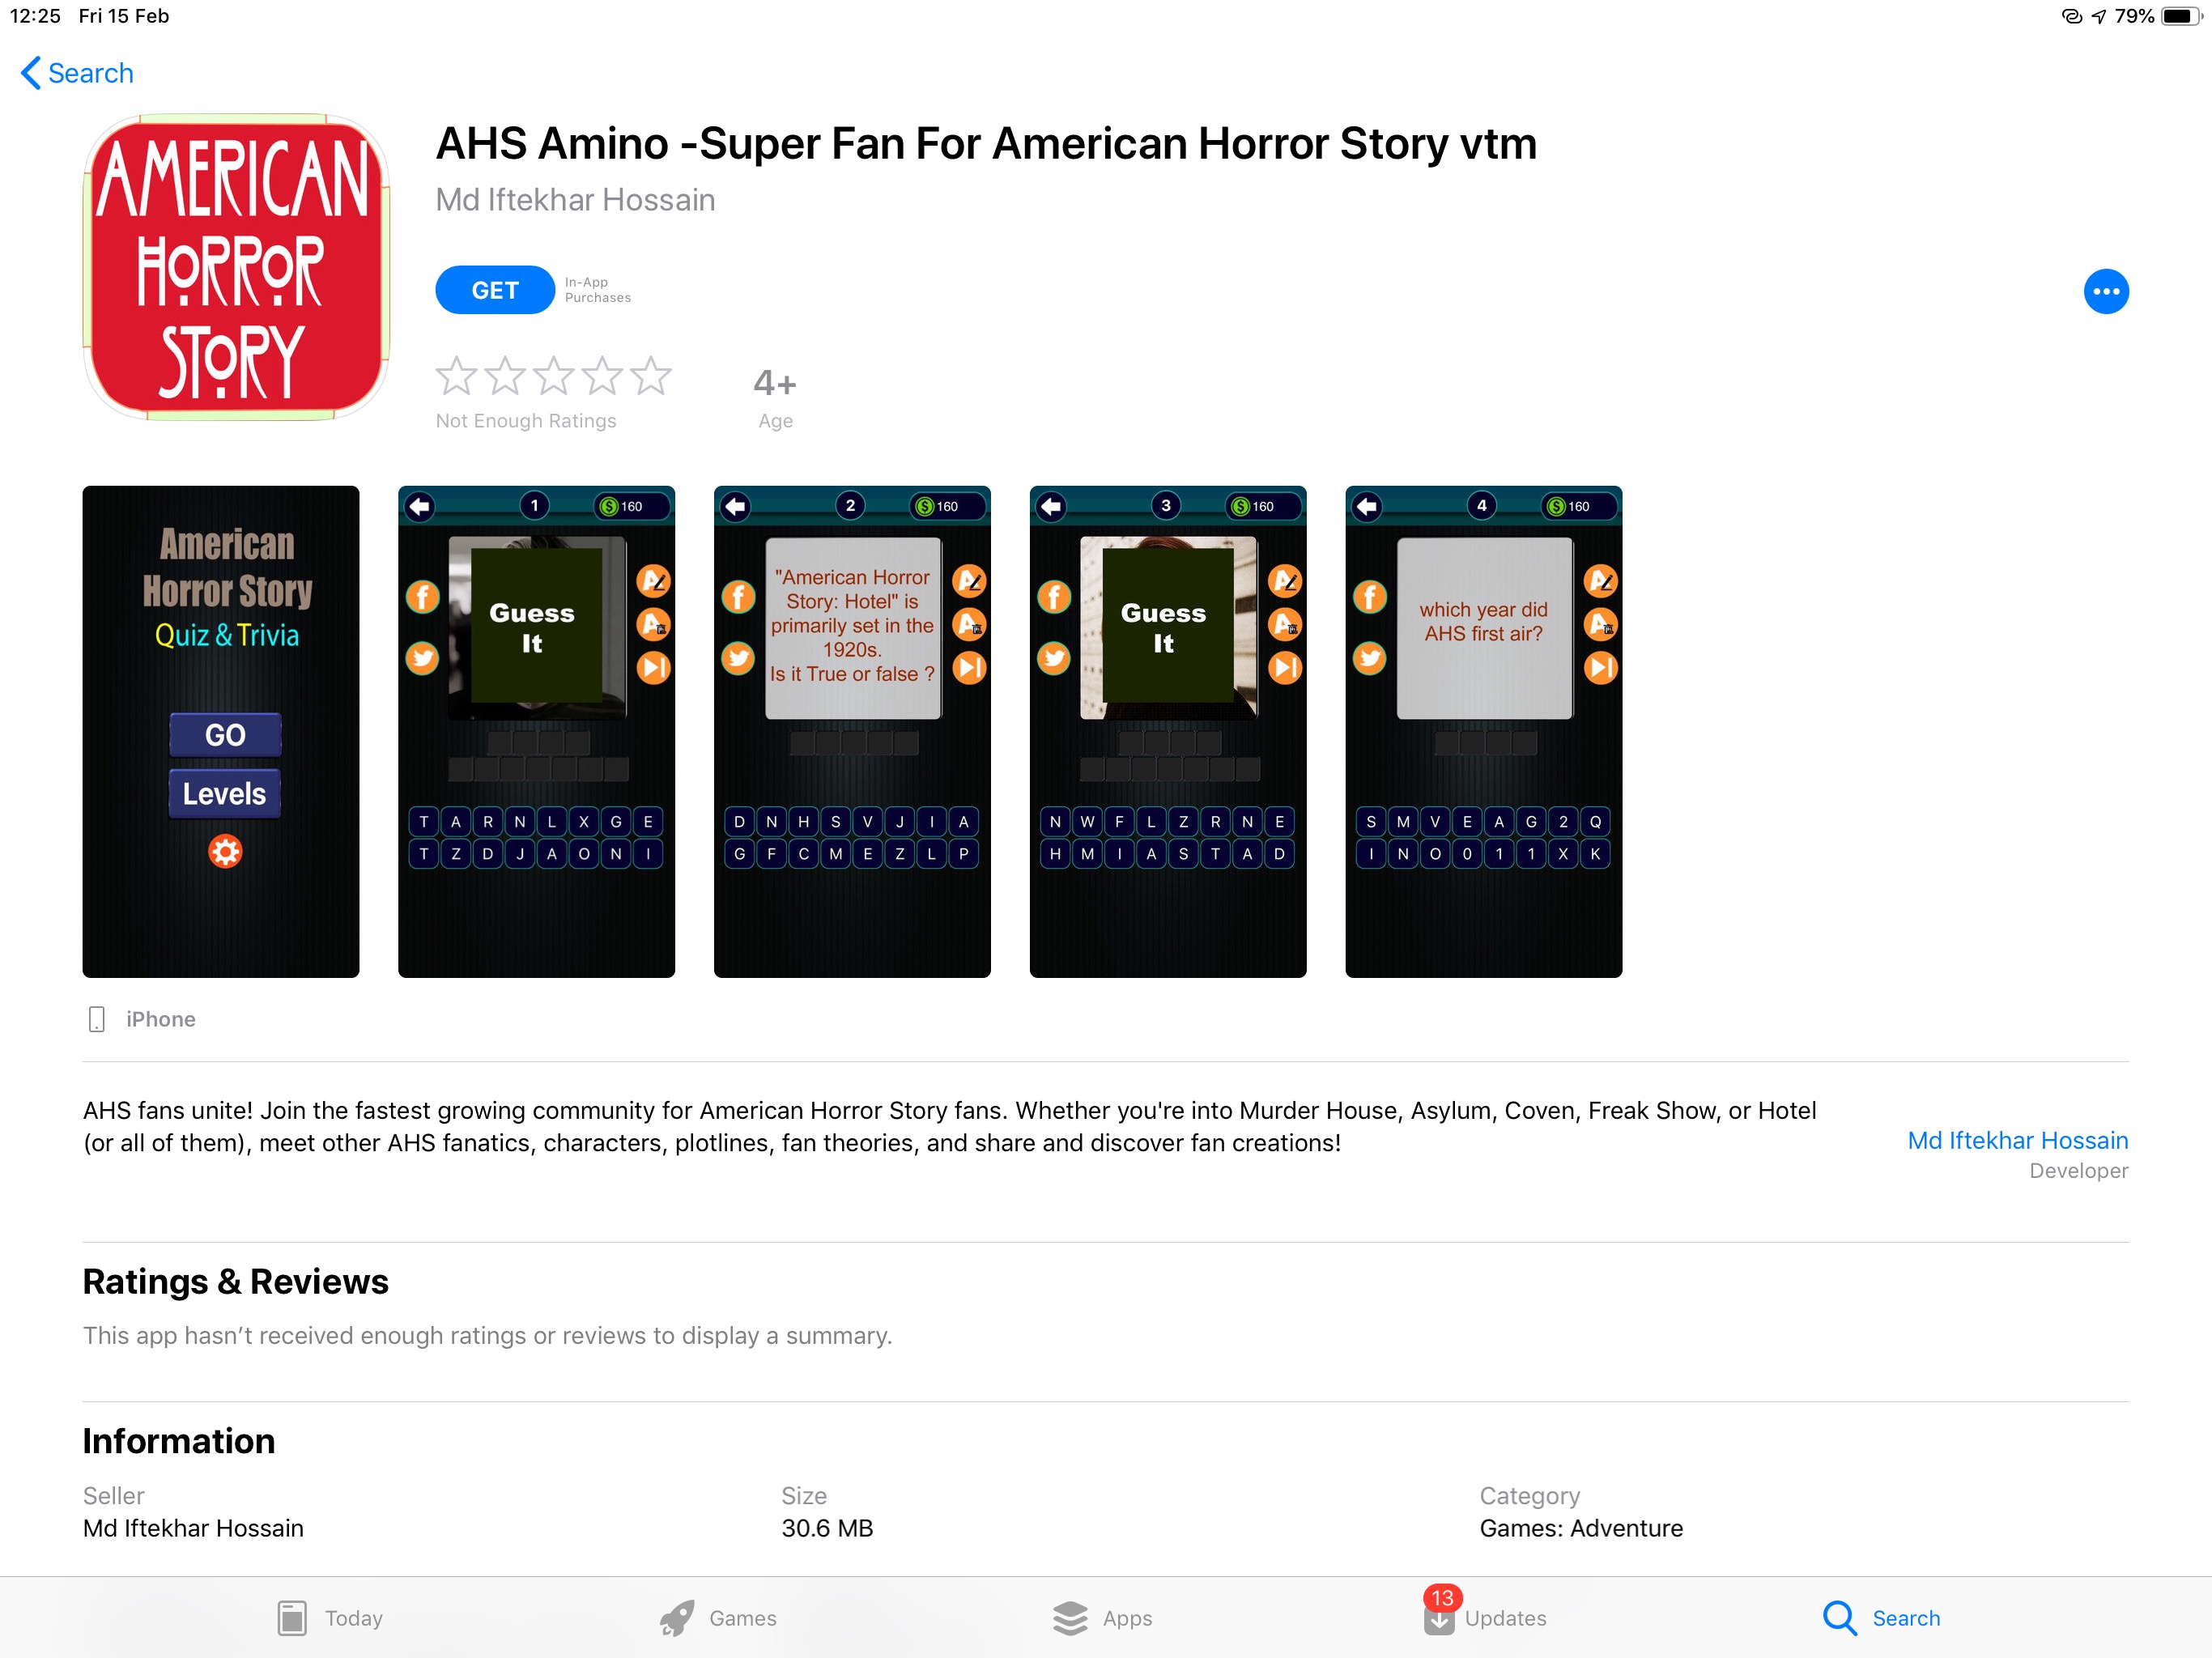 12:25 Fri 15 Feb
79%
Search
AMERICAN
HORROR
STORY
AHS Amino -Super Fan For American Horror Story vtm
Md Iftekhar Hossain
GET
In-App
Purchases
Not Enough Ratings
4+
Age
American
Horror Story
Quiz & Trivia
GO
Levels
1
160
Guess
It
T A R N L X G E
T Z D J A O N I
2
160
"American Horror
Story: Hotel" is
primarily set in the
1920s.
Is it True or false ?
D N H S V J I A
G F C M E Z L P
3
160
Guess
It
N W F L Z R N E
H M I A S T A D
4
160
which year did
AHS first air?
S M V E A G 2 Q
I N O 0 1 1 X K
iPhone
AHS fans unite! Join the fastest growing community for American Horror Story fans. Whether you're into Murder House, Asylum, Coven, Freak Show, or Hotel
(or all of them), meet other AHS fanatics, characters, plotlines, fan theories, and share and discover fan creations!
Md Iftekhar Hossain
Developer
Ratings & Reviews
This app hasn’t received enough ratings or reviews to display a summary.
Information
Seller
Md Iftekhar Hossain
Size
30.6 MB
Category
Games: Adventure
Today
Games
Apps
13
Updates
Search